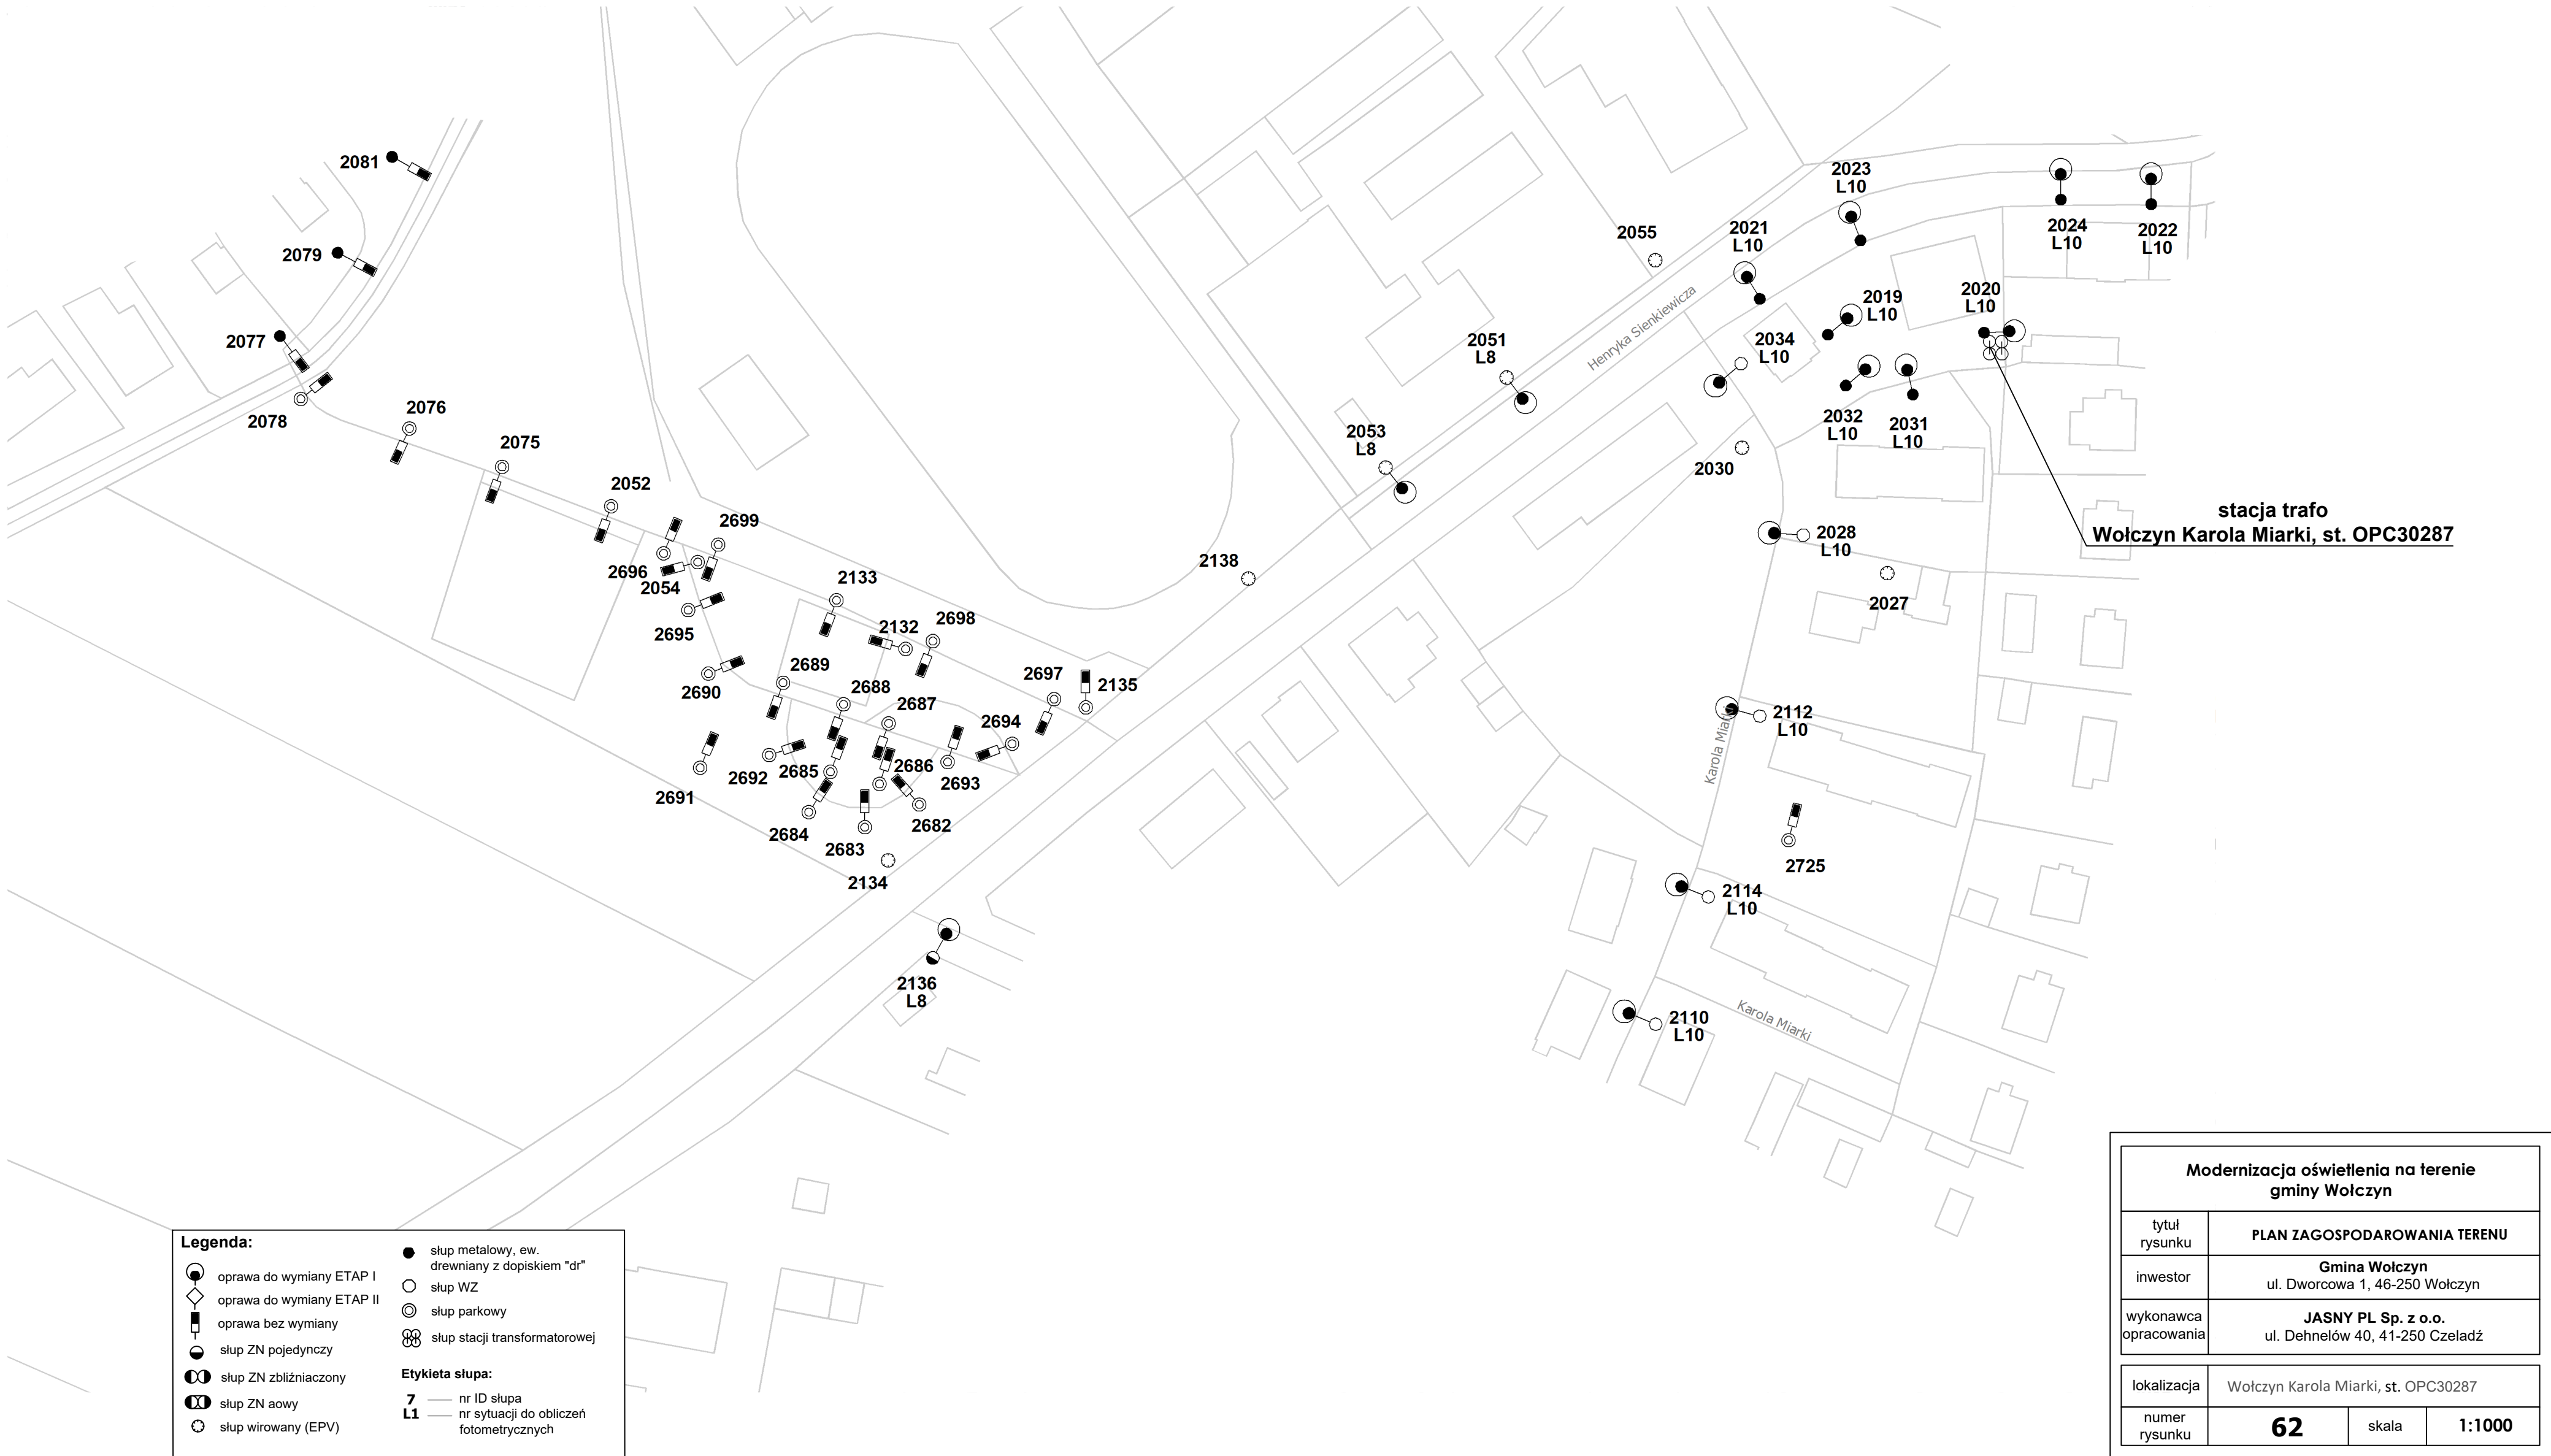 2081
2079
2077
2078
2076
2075
2052
2699
2696
2054
2695
2133
2132
2698
2690
2689
2688
2687
2697
2135
2694
2691
2692
2685
2686
2693
2684
2683
2682
2134
2136
L8
2138
2053
L8
2051
L8
2055
Henryka Sienkiewicza
2021
L10
2023
L10
2024
L10
2022
L10
2019
L10
2020
L10
2034
L10
2032
L10
2031
L10
2030
stacja trafo
Wołczyn Karola Miarki, st. OPC30287
2028
L10
2027
2112
L10
Karola Miarki
2725
2114
L10
2110
L10
Karola Miarki
Legenda:
oprawa do wymiany ETAP I
oprawa do wymiany ETAP II
oprawa bez wymiany
słup ZN pojedynczy
słup ZN zbliźniaczony
słup ZN aowy
słup wirowany (EPV)
słup metalowy, ew.
drewniany z dopiskiem "dr"
słup WZ
słup parkowy
słup stacji transformatorowej
Etykieta słupa:
7 nr ID słupa
L1 nr sytuacji do obliczeń
fotometrycznych
Modernizacja oświetlenia na terenie
gminy Wołczyn
tytuł
rysunku
PLAN ZAGOSPODAROWANIA TERENU
inwestor
Gmina Wołczyn
ul. Dworcowa 1, 46-250 Wołczyn
wykonawca
opracowania
JASNY PL Sp. z o.o.
ul. Dehnelów 40, 41-250 Czeladź
lokalizacja
Wołczyn Karola Miarki, st. OPC30287
numer
rysunku
62
skala
1:1000